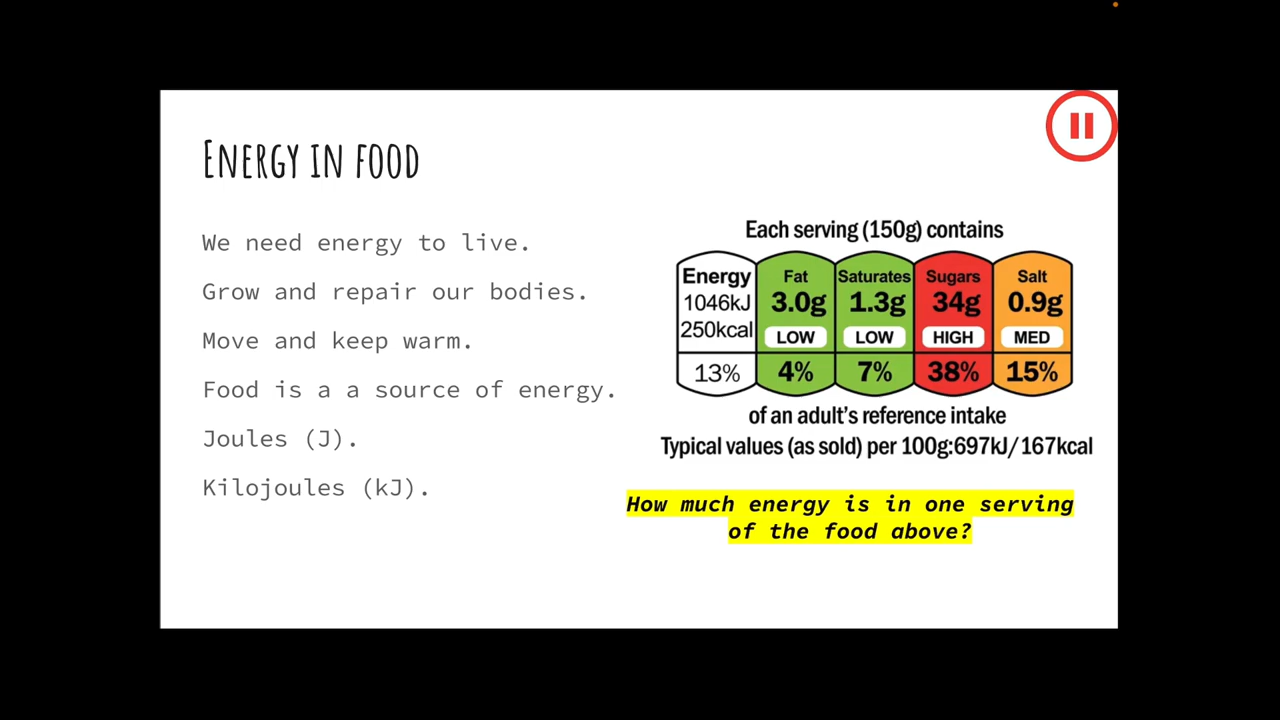 Energy in food
We need energy to live.
Grow and repair our bodies.
Move and keep warm.
Food is a a source of energy.
Joules (J).
Kilojoules (kJ).
Each serving (150g) contains
Energy
1046kJ
250kcal
13%
Fat
3.0g
LOW
4%
Saturates
1.3g
LOW
7%
Sugars
34g
HIGH
38%
Salt
0.9g
MED
15%
of an adult's reference intake
Typical values (as sold) per 100g:697kJ/167kcal
How much energy is in one serving
of the food above?